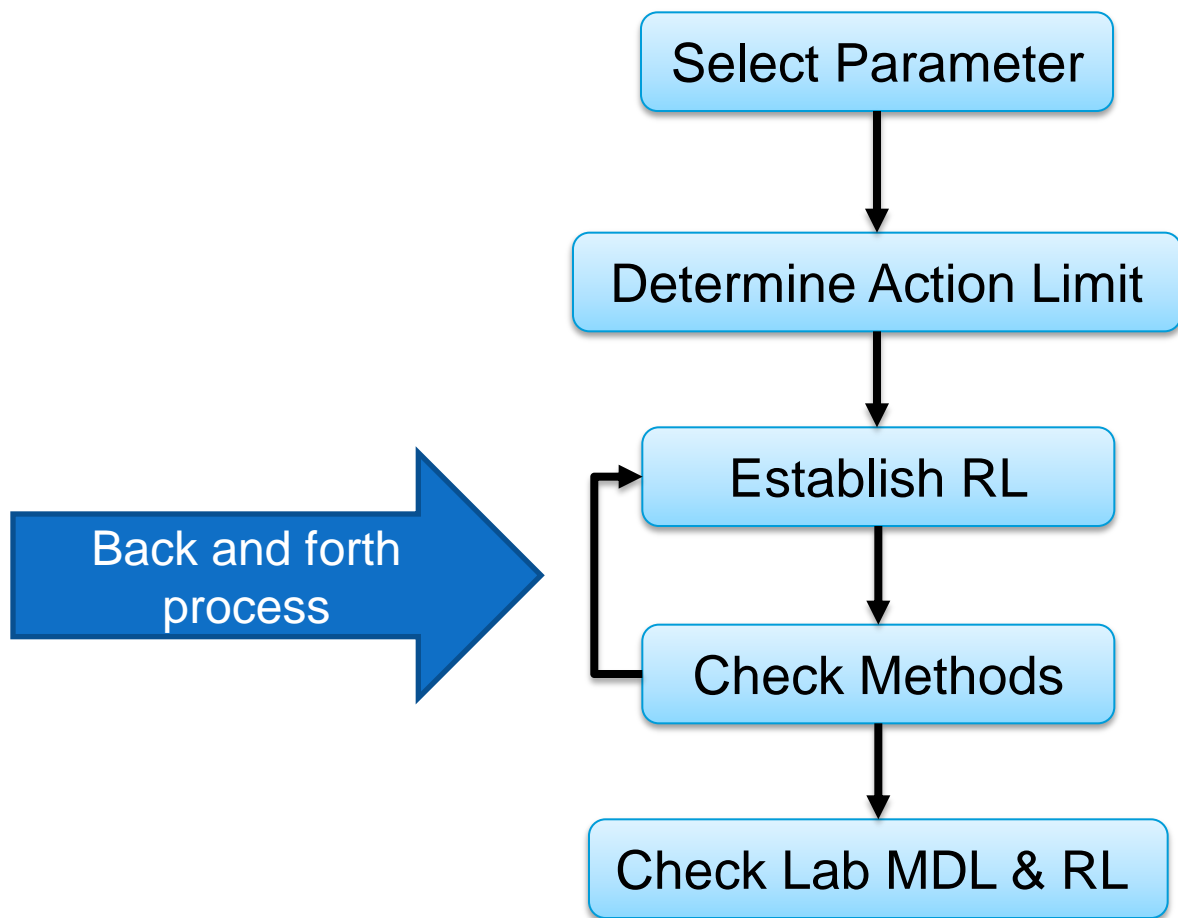 Select Parameter
Determine Action Limit
Establish RL
Back and forth
process
Check Methods
Check Lab MDL & RL